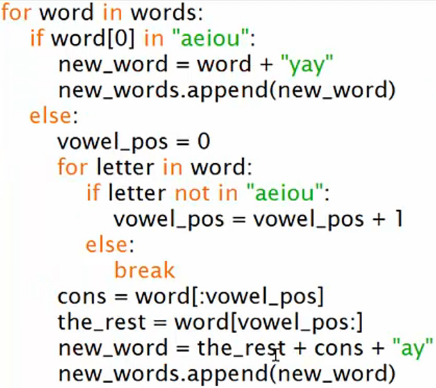 for word in words:
    if word[0] in "aeiou":
        new_word = word + "yay"
        new_words.append(new_word)
    else:
        vowel_pos = 0
        for letter in word:
            if letter not in "aeiou":
                vowel_pos = vowel_pos + 1
            else:
                break
        cons = word[:vowel_pos]
        the_rest = word[vowel_pos:]
        new_word = the_rest + cons + "ay"
        new_words.append(new_word)